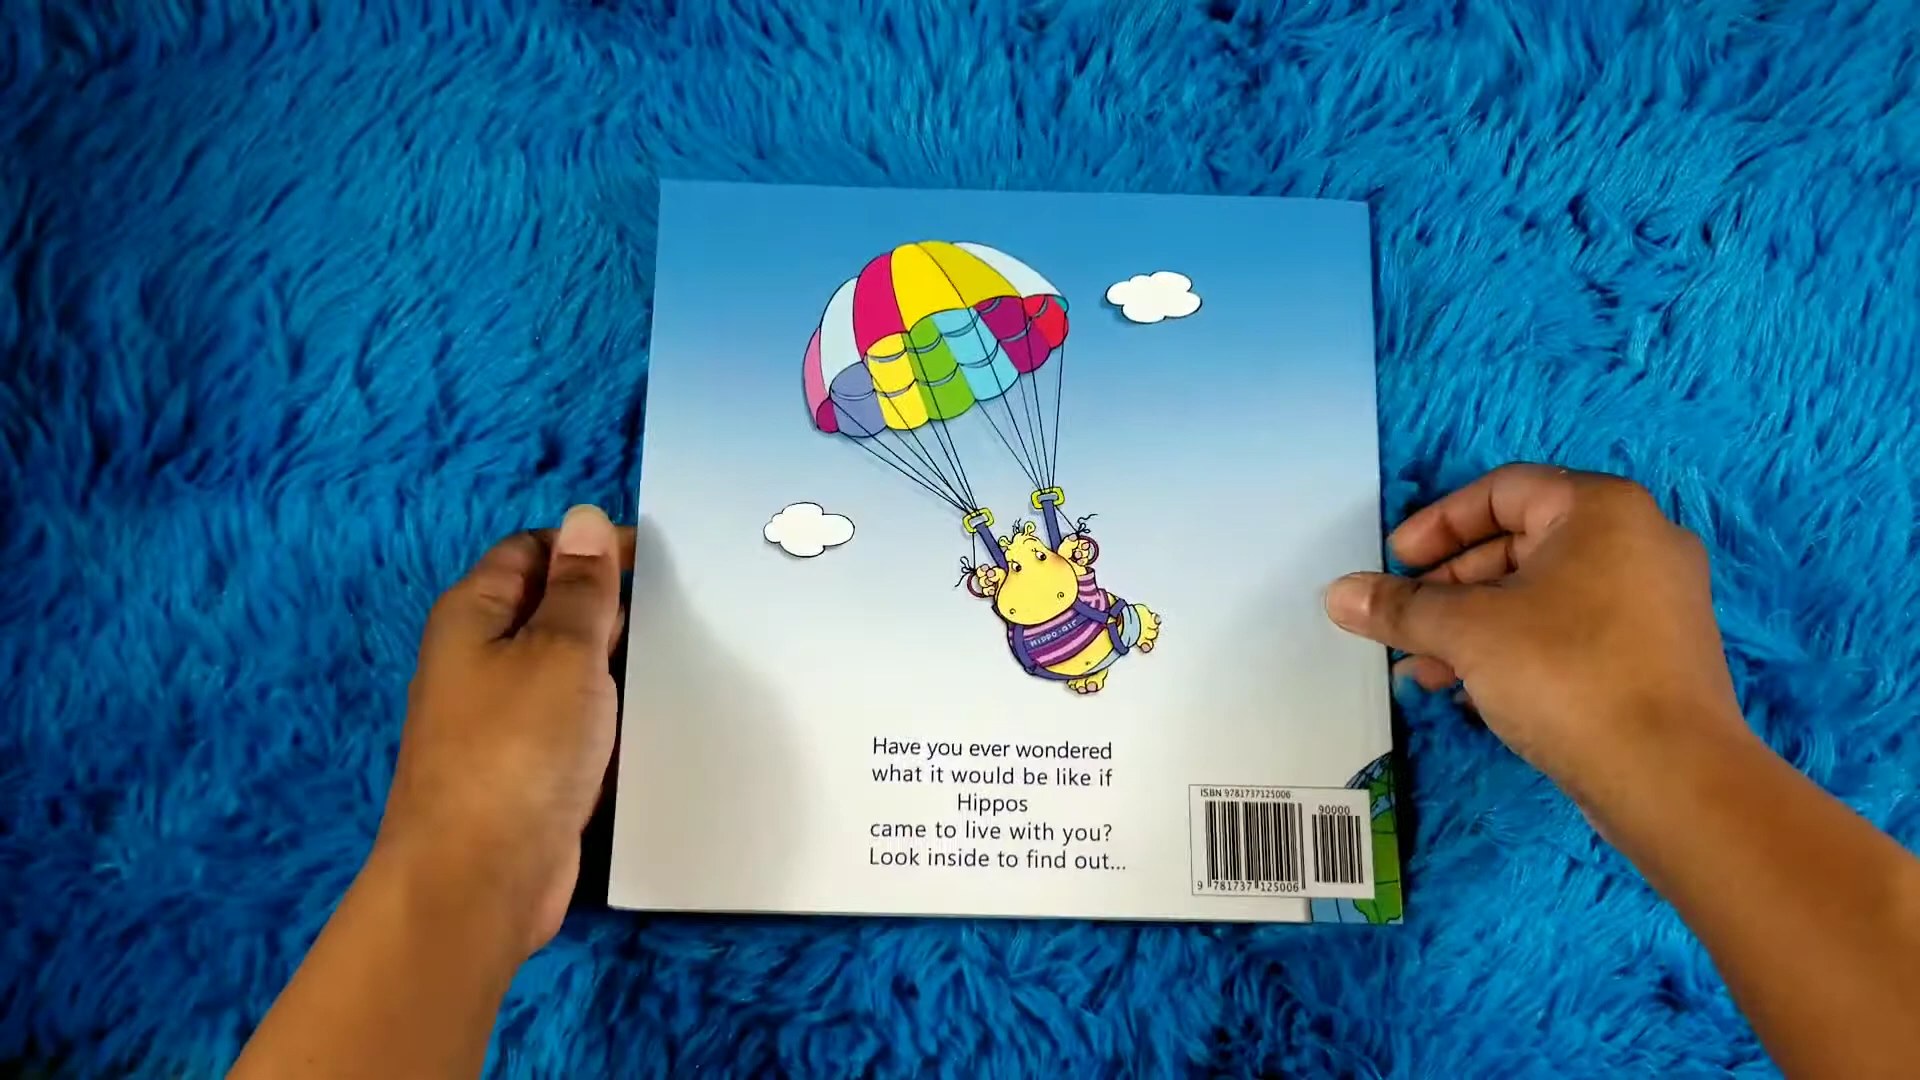 HIPPO-air
Have you ever wondered
what it would be like if
Hippos
came to live with you?
Look inside to find out...
ISBN 9781737125006
90000
9 781737 125006